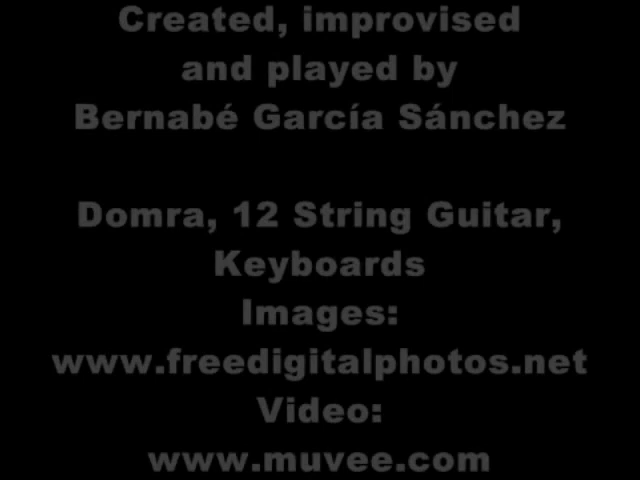 Created, improvised
and played by
Bernabé García Sánchez
Domra, 12 String Guitar,
Keyboards
Images:
www.freedigitalphotos.net
Video:
www.muvee.com